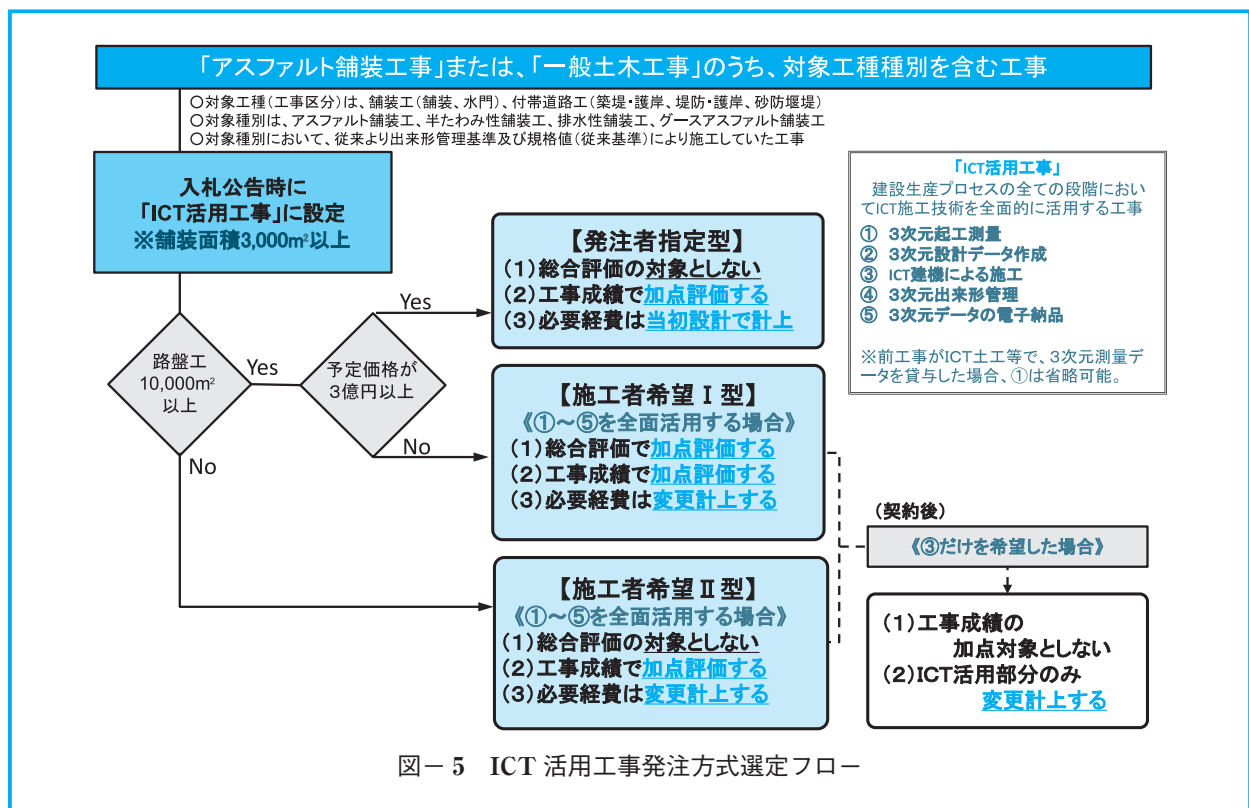 「アスファルト舗装工事」または、「一般土木工事」のうち、対象工種種別を含む工事
○対象工種(工事区分)は、舗装工(舗装、水門)、付帯道路工(築堤・護岸、堤防・護岸、砂防堰堤)
○対象種別は、アスファルト舗装工、半たわみ性舗装工、排水性舗装工、グースアスファルト舗装工
○対象種別において、従来より出来形管理基準及び規格値(従来基準)により施工していた工事
入札公告時に
「ICT活用工事」に設定
※舗装面積3,000m²以上
「ICT活用工事」
建設生産プロセスの全ての段階におい
てICT施工技術を全面的に活用する工事
① 3次元起工測量
② 3次元設計データ作成
③ ICT建機による施工
④ 3次元出来形管理
⑤ 3次元データの電子納品
※前工事がICT土工等で、3次元測量デ
ータを貸与した場合、①は省略可能。
路盤工
10,000m²
以上
Yes
No
予定価格が
3億円以上
Yes
No
【発注者指定型】
(1)総合評価の対象としない
(2)工事成績で加点評価する
(3)必要経費は当初設計で計上
【施工者希望Ⅰ型】
《①～⑤を全面活用する場合》
(1)総合評価で加点評価する
(2)工事成績で加点評価する
(3)必要経費は変更計上する
【施工者希望Ⅱ型】
《①～⑤を全面活用する場合》
(1)総合評価の対象としない
(2)工事成績で加点評価する
(3)必要経費は変更計上する
(契約後)
《③だけを希望した場合》
(1)工事成績の
加点対象としない
(2)ICT活用部分のみ
変更計上する
図－5 ICT 活用工事発注方式選定フロー